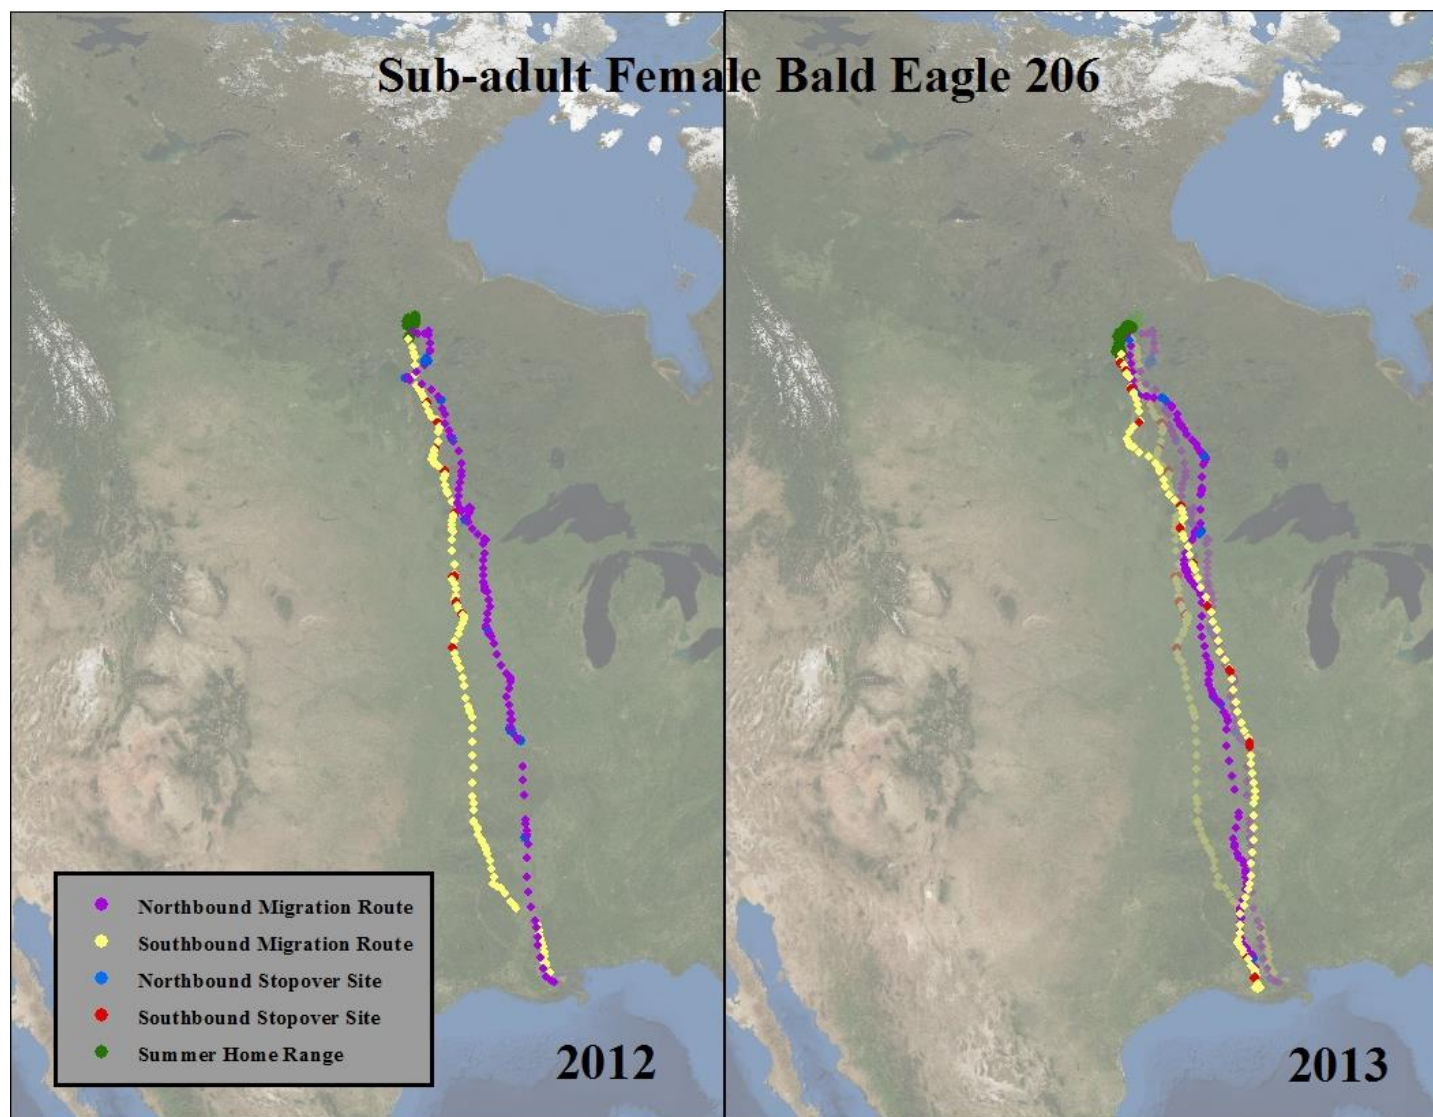 Sub-adult Female Bald Eagle 206
Northbound Migration Route
Southbound Migration Route
Northbound Stopover Site
Southbound Stopover Site
Summer Home Range
2012
2013